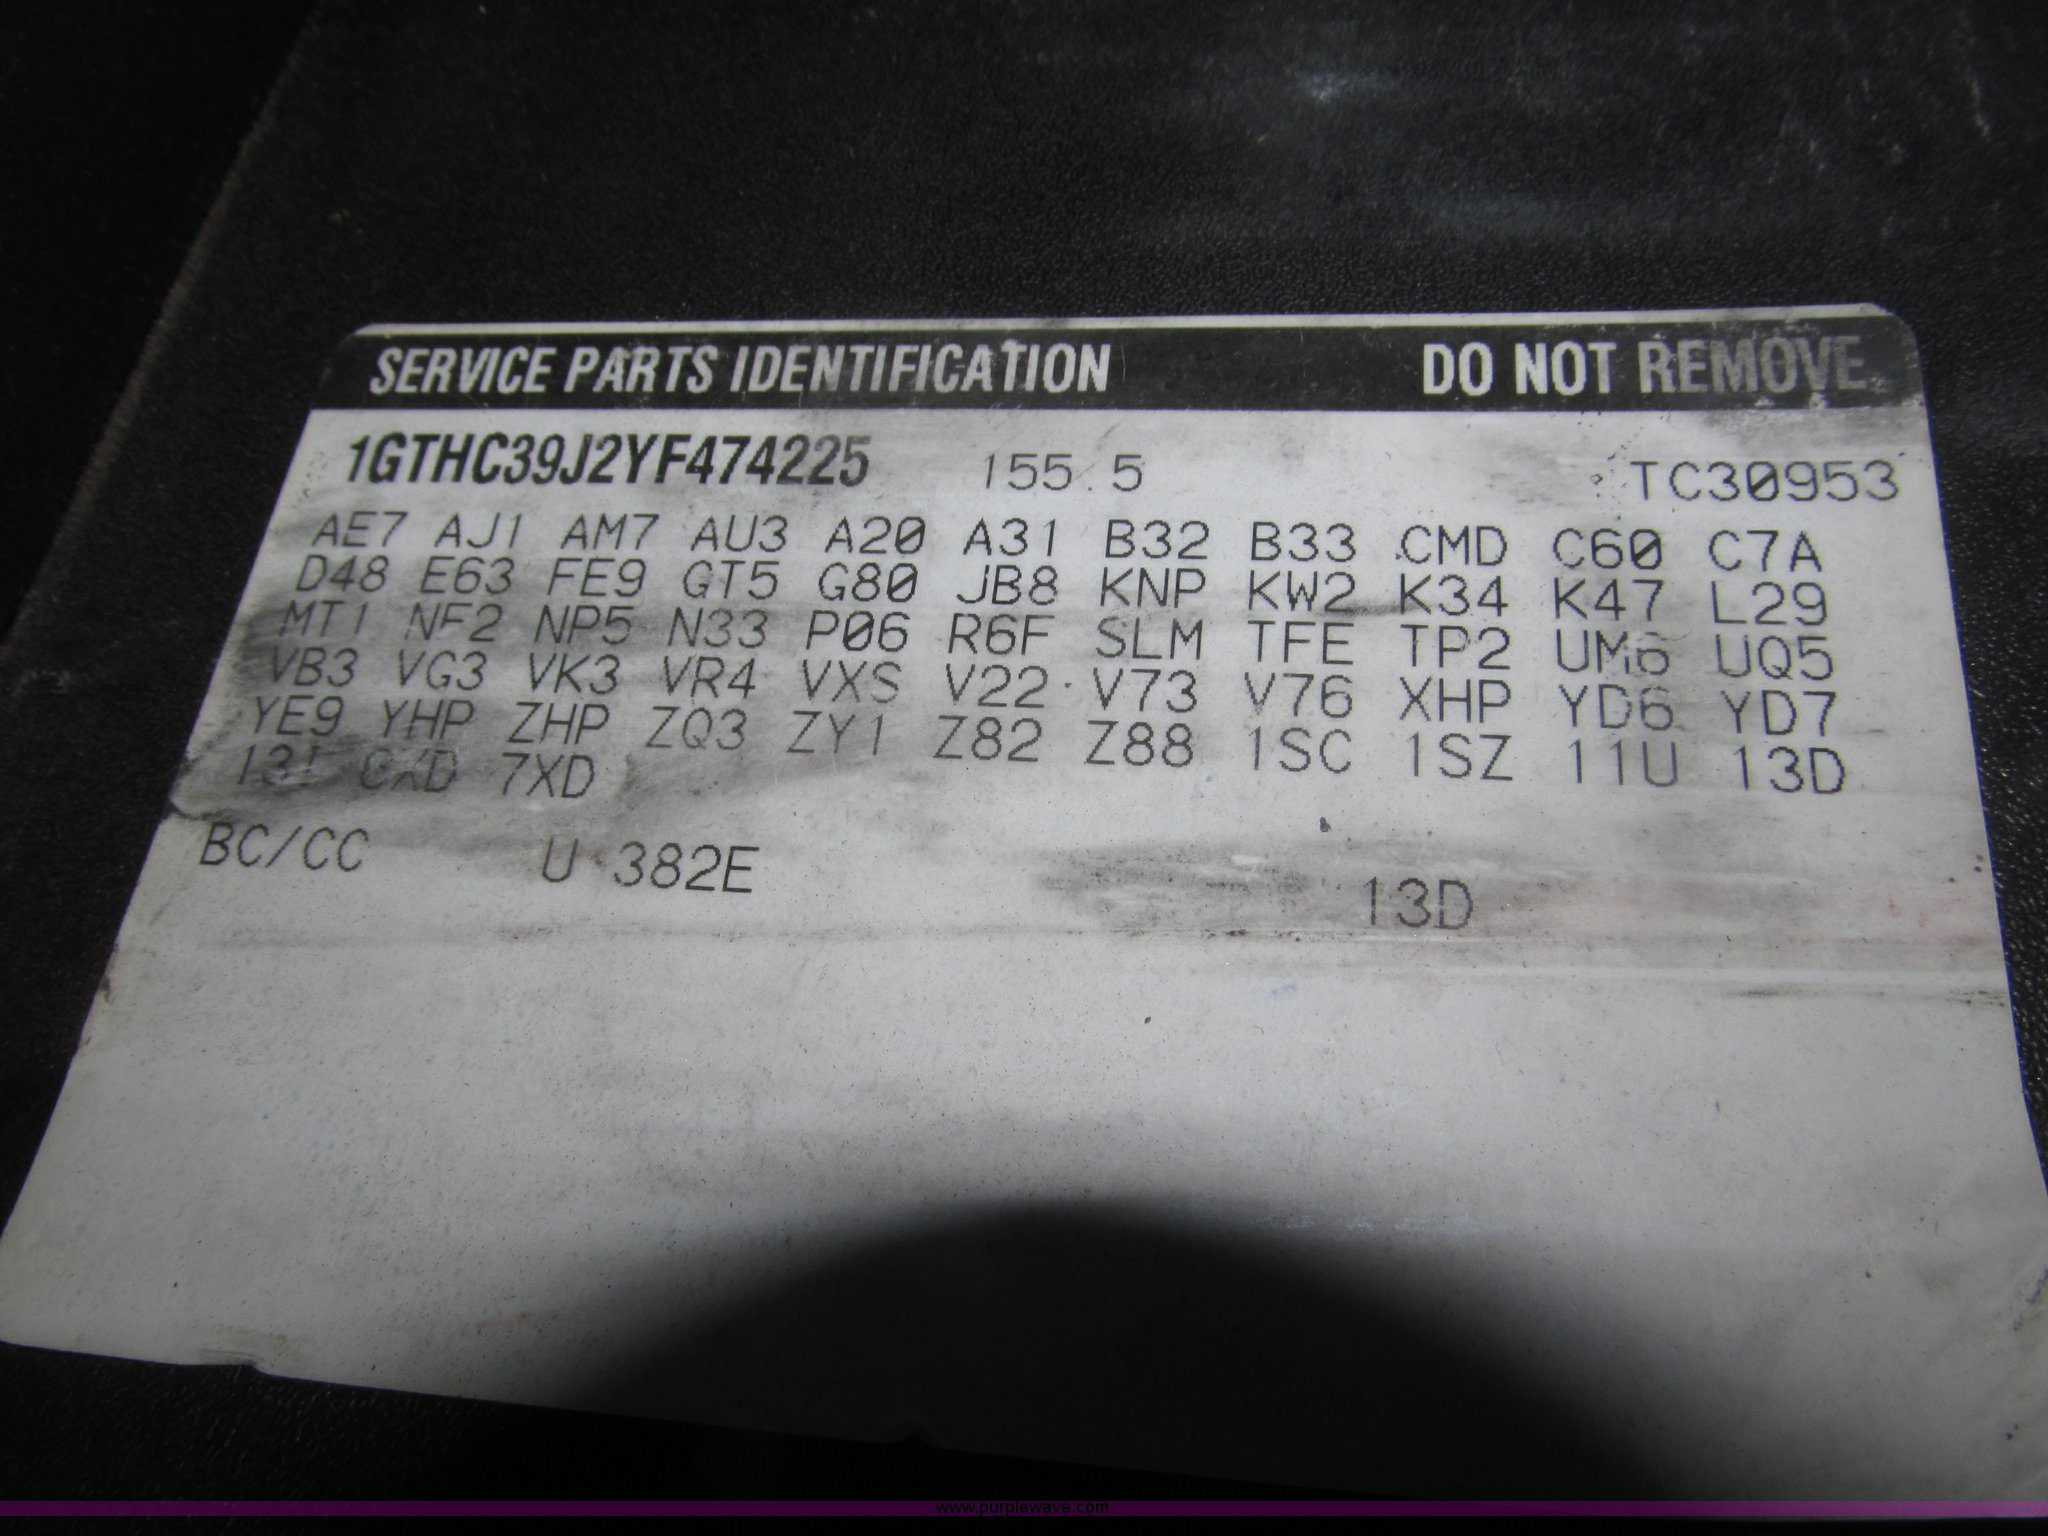 SERVICE PARTS IDENTIFICATION DO NOT REMOVE
1GTHC39J2YF474225 155.5 TC30953
AE7 AJ1 AM7 AU3 A20 A31 B32 B33 CMD C60 C7A
D48 E63 FE9 GT5 G80 JB8 KNP KW2 K34 K47 L29
MT1 NF2 NP5 N33 P06 R6F SLM TFE TP2 UM6 UQ5
VB3 VG3 VK3 VR4 VXS V22 V73 V76 XHP YD6 YD7
YE9 YHP ZHP ZQ3 ZY1 Z82 Z88 1SC 1SZ 11U 13D
7XD
BC/CC U 382E 13D
www.purplewave.com